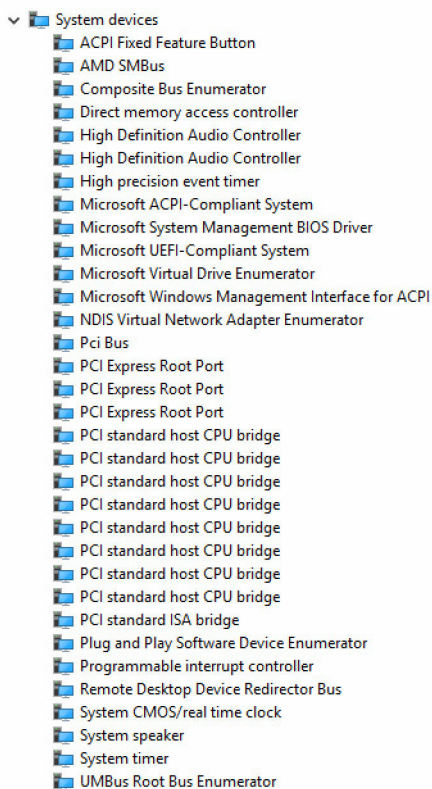 System devices
ACPI Fixed Feature Button
AMD SMBus
Composite Bus Enumerator
Direct memory access controller
High Definition Audio Controller
High Definition Audio Controller
High precision event timer
Microsoft ACPI-Compliant System
Microsoft System Management BIOS Driver
Microsoft UEFI-Compliant System
Microsoft Virtual Drive Enumerator
Microsoft Windows Management Interface for ACPI
NDIS Virtual Network Adapter Enumerator
Pci Bus
PCI Express Root Port
PCI Express Root Port
PCI Express Root Port
PCI standard host CPU bridge
PCI standard host CPU bridge
PCI standard host CPU bridge
PCI standard host CPU bridge
PCI standard host CPU bridge
PCI standard host CPU bridge
PCI standard host CPU bridge
PCI standard host CPU bridge
PCI standard ISA bridge
Plug and Play Software Device Enumerator
Programmable interrupt controller
Remote Desktop Device Redirector Bus
System CMOS/real time clock
System speaker
System timer
UMBus Root Bus Enumerator